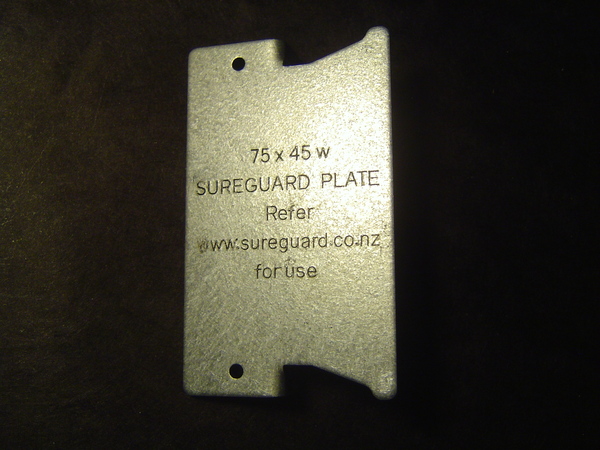 75 x 45 w
SUREGUARD PLATE
Refer
www.sureguard.co.nz
for use